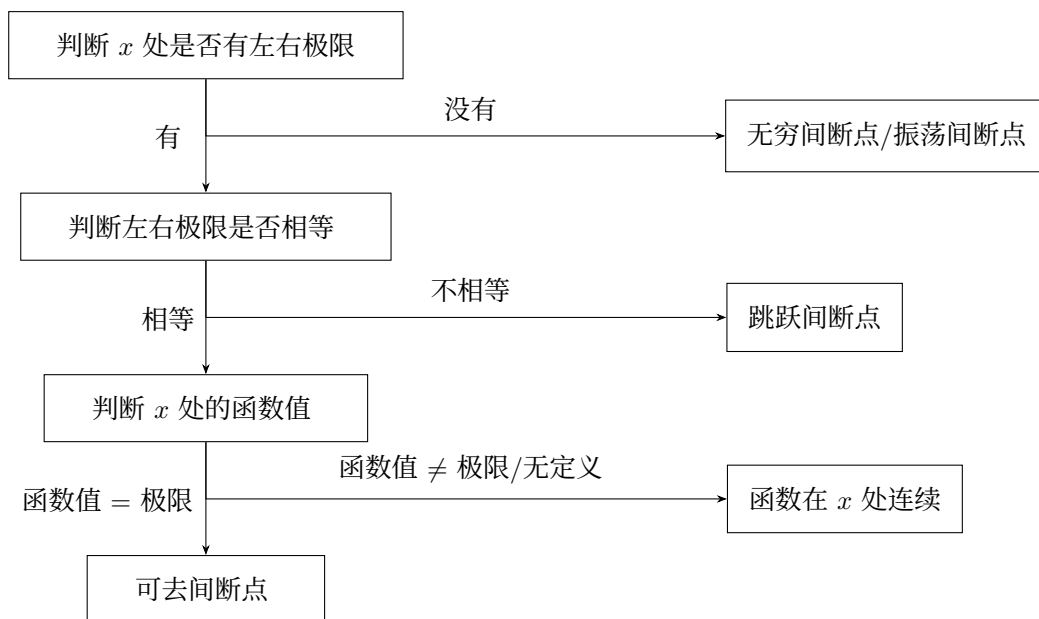 判断 x 处是否有左右极限
没有
有
无穷间断点/振荡间断点
判断左右极限是否相等
不相等
相等
跳跃间断点
判断 x 处的函数值
函数值 ≠ 极限/无定义
函数值 = 极限
函数在 x 处连续
可去间断点